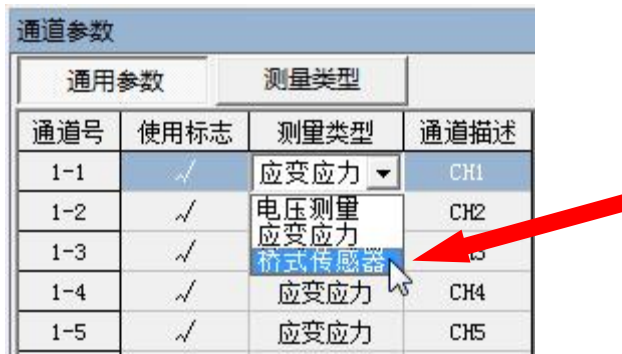 通道参数
通用参数 测量类型
通道号 使用标志 测量类型 通道描述
1-1 √ 应变应力 CH1
1-2 √ 电压测量 CH2
应变应力
1-3 √ 桥式传感器
1-4 √ 应变应力 CH4
1-5 √ 应变应力 CH5